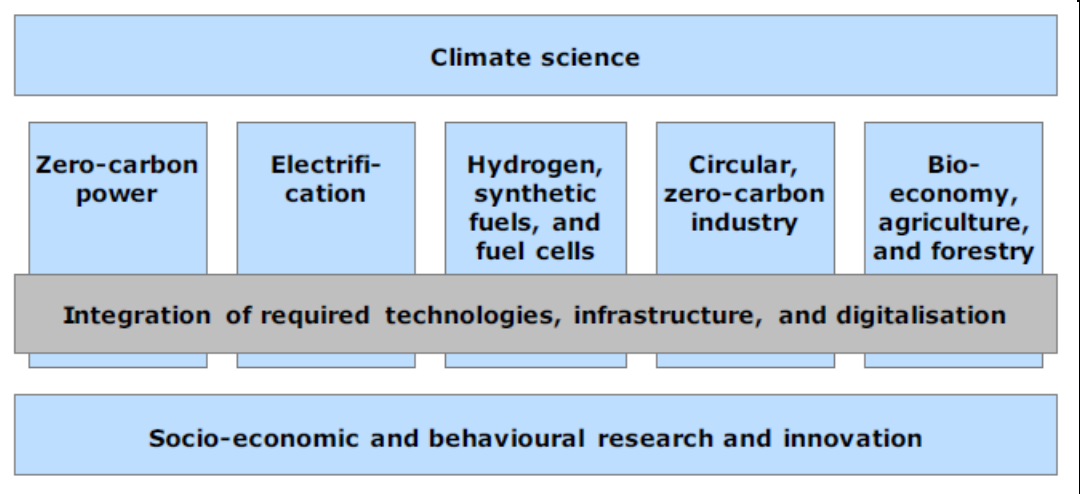 Climate science
Zero-carbon
power
Electrifi-
cation
Hydrogen,
synthetic
fuels, and
fuel cells
Circular,
zero-carbon
industry
Bio-
economy,
agriculture,
and forestry
Integration of required technologies, infrastructure, and digitalisation
Socio-economic and behavioural research and innovation